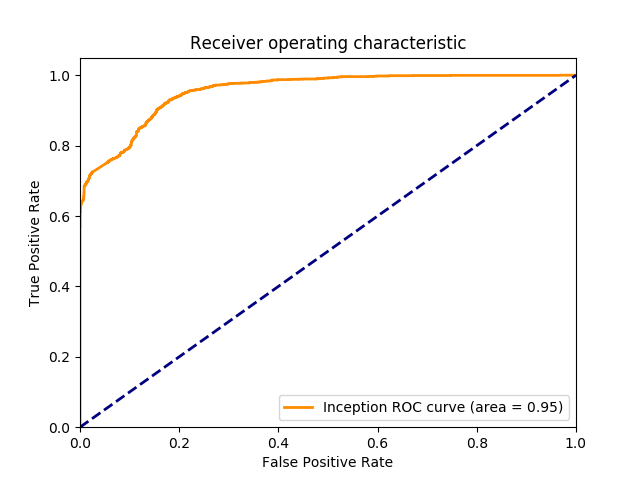 Receiver operating characteristic
True Positive Rate
1.0
0.8
0.6
0.4
0.2
0.0
Inception ROC curve (area = 0.95)
0.0 0.2 0.4 0.6 0.8 1.0
False Positive Rate